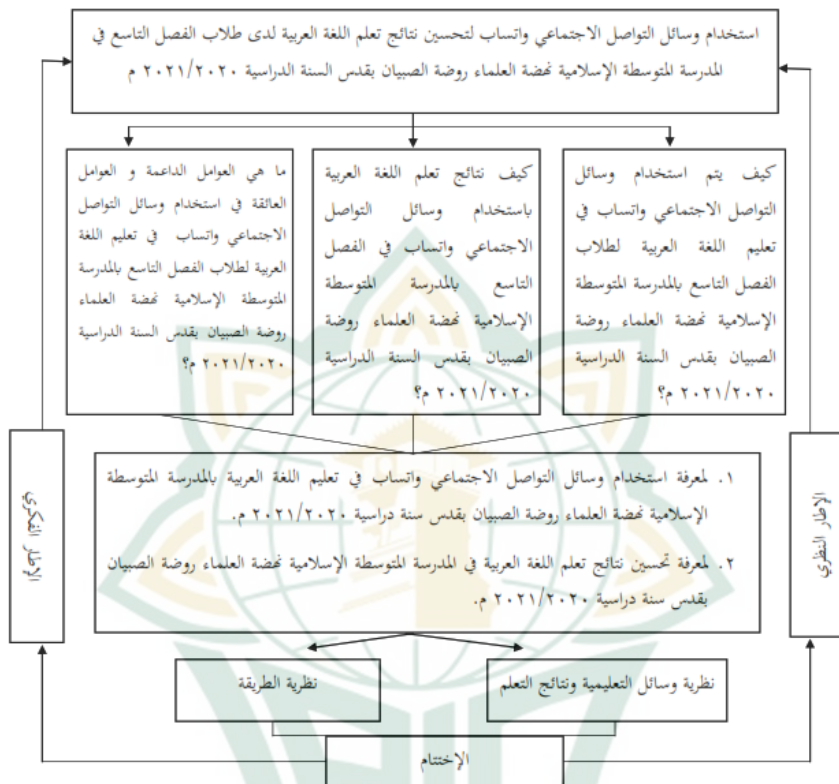 استخدام وسائل التواصل الاجتماعي واتساب لتحسين نتائج تعلم اللغة العربية لدى طلاب الفصل التاسع في
المدرسة المتوسطة الإسلامية نهضة العلماء روضة الصبيان بقدس السنة الدراسية ٢٠٢١/٢٠٢٠ م
كيف يتم استخدام وسائل
التواصل الاجتماعي واتساب في
تعليم اللغة العربية لطلاب
الفصل التاسع بالمدرسة المتوسطة
الإسلامية نهضة العلماء روضة
الصبيان بقدس السنة الدراسية
٢٠٢١/٢٠٢٠ م؟
كيف نتائج تعلم اللغة العربية
باستخدام وسائل التواصل
الاجتماعي واتساب في الفصل
التاسع بالمدرسة المتوسطة
الإسلامية نهضة العلماء روضة
الصبيان بقدس السنة الدراسية
٢٠٢١/٢٠٢٠ م؟
ما هي العوامل الداعمة و العوامل
العائقة في استخدام وسائل التواصل
الاجتماعي واتساب في تعليم اللغة
العربية لطلاب الفصل التاسع بالمدرسة
المتوسطة الإسلامية نهضة العلماء
روضة الصبيان بقدس السنة الدراسية
٢٠٢١/٢٠٢٠ م؟
١. لمعرفة استخدام وسائل التواصل الاجتماعي واتساب في تعليم اللغة العربية بالمدرسة المتوسطة
الإسلامية نهضة العلماء روضة الصبيان بقدس سنة دراسية ٢٠٢١/٢٠٢٠ م.
٢. لمعرفة تحسين نتائج تعلم اللغة العربية في المدرسة المتوسطة الإسلامية نهضة العلماء روضة الصبيان
بقدس سنة دراسية ٢٠٢١/٢٠٢٠ م.
الإطار النظري
الإطار الفكري
نظرية وسائل التعليمية ونتائج التعلم
نظرية الطريقة
الإختتام